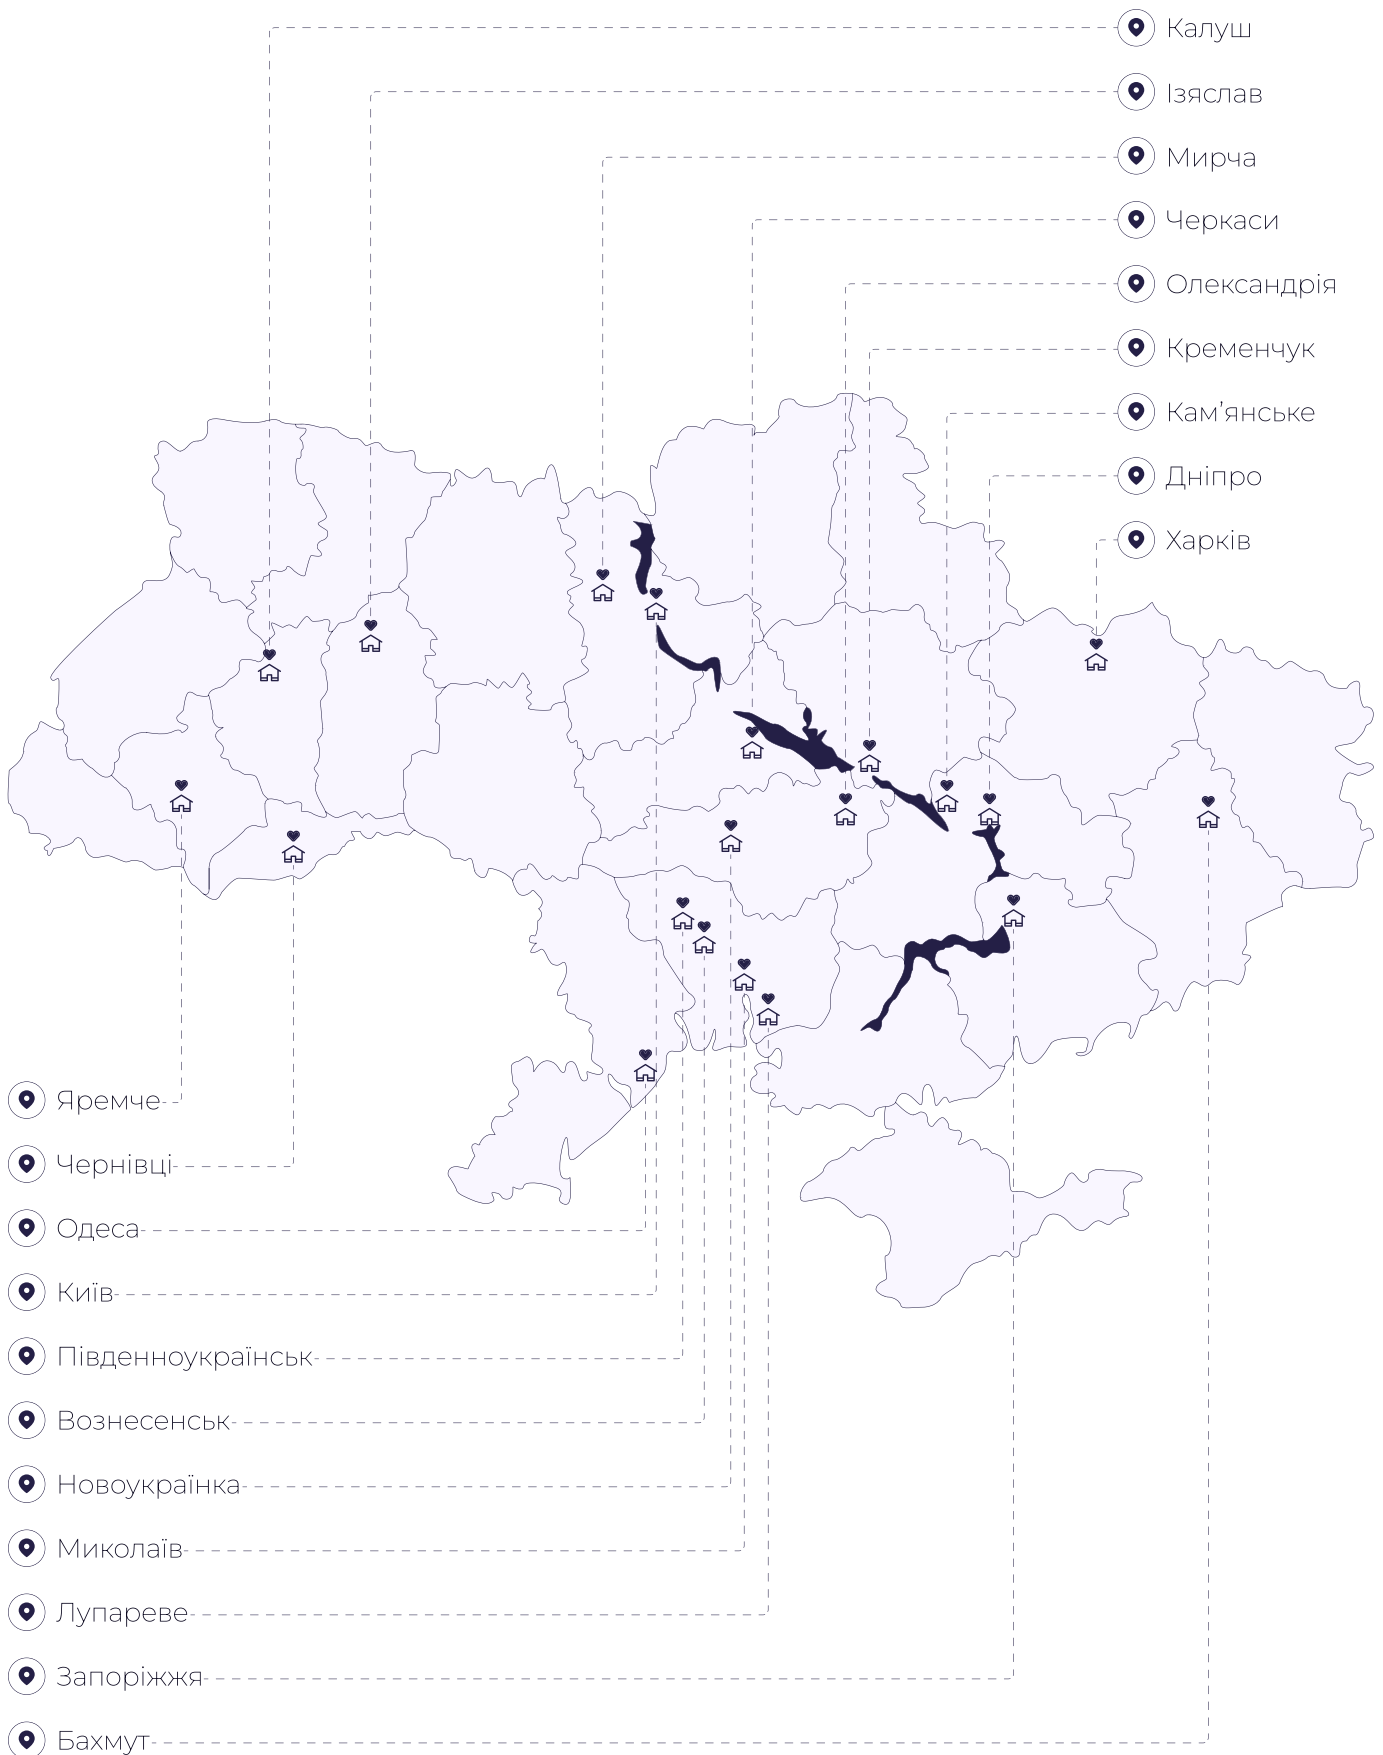 Калуш
Ізяслав
Мирча
Черкаси
Олександрія
Кременчук
Кам’янське
Дніпро
Харків
Яремче
Чернівці
Одеса
Київ
Південноукраїнськ
Вознесенськ
Новоукраїнка
Миколаїв
Лупареве
Запоріжжя
Бахмут